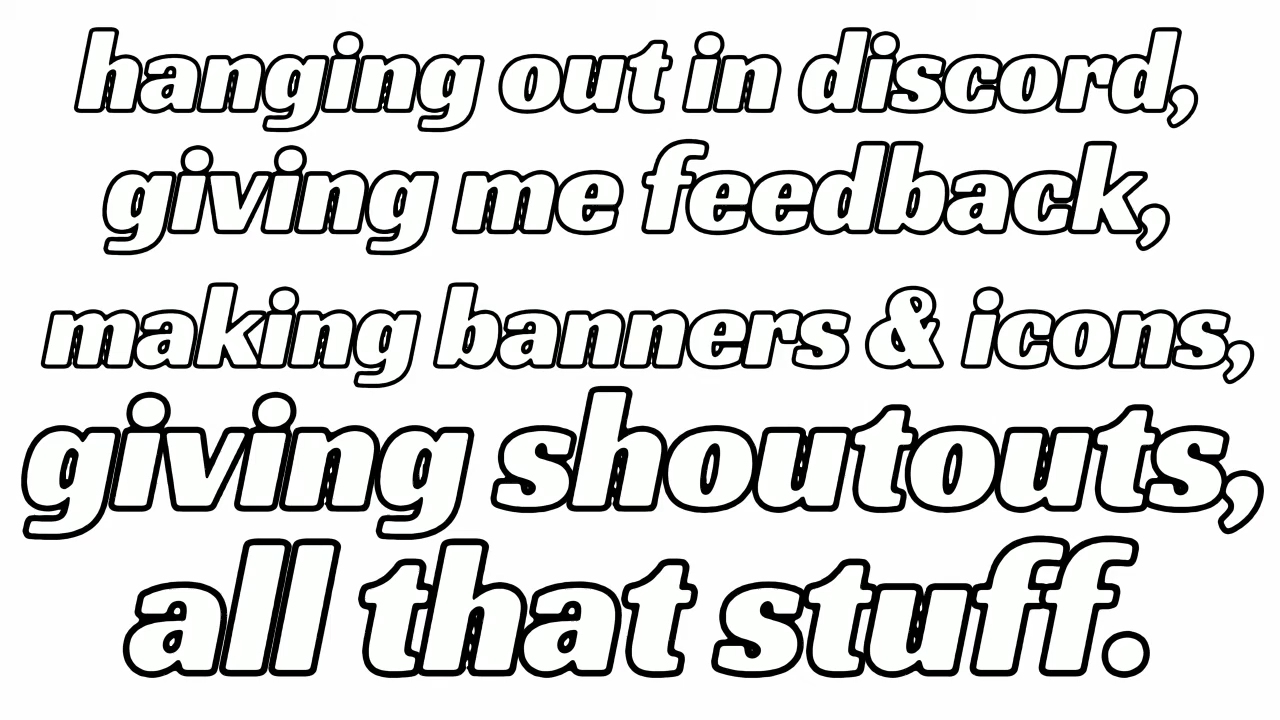 hanging out in discord,
giving me feedback,
making banners & icons,
giving shoutouts,
all that stuff.